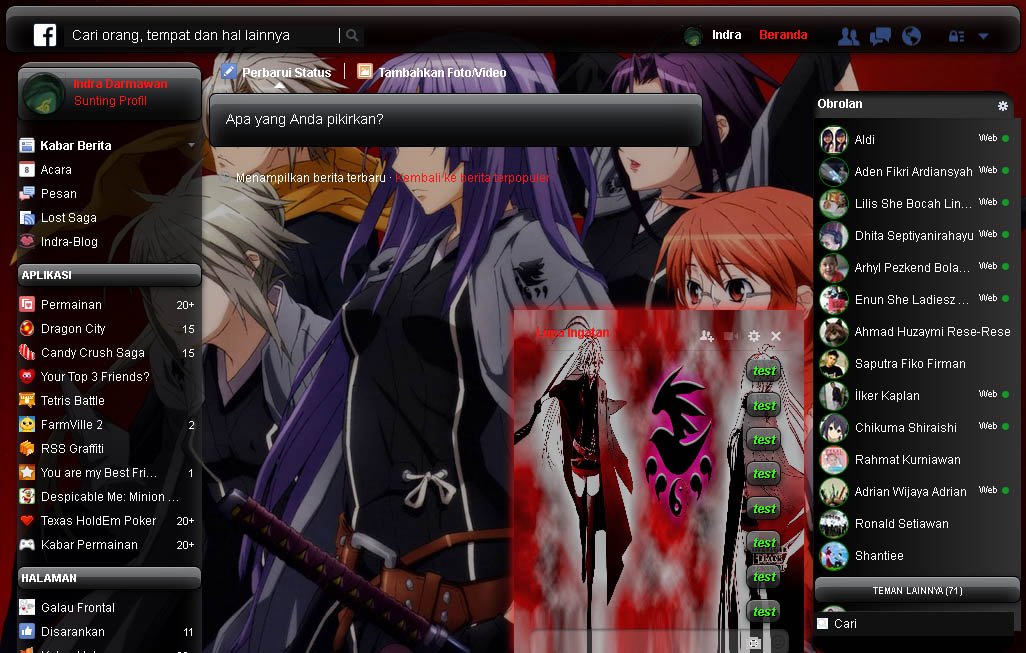 f
Cari orang, tempat dan hal lainnya
Indra
Beranda
Indra Darmawan
Sunting Profil
Kabar Berita
Acara
Pesan
Lost Saga
Indra-Blog
APLIKASI
Permainan 20+
Dragon City 15
Candy Crush Saga 15
Your Top 3 Friends?
Tetris Battle
FarmVille 2 2
RSS Graffiti
You are my Best Fri... 1
Despicable Me: Minion ...
Texas HoldEm Poker 20+
Kabar Permainan 20+
HALAMAN
Galau Frontal
Disarankan 11
Perbarui Status
Tambahkan Foto/Video
Apa yang Anda pikirkan?
Menampilkan berita terbaru · Kembali ke berita terpopuler
Ingatan
test
test
test
test
test
test
test
test
Obrolan
Aldi Web
Aden Fikri Ardiansyah Web
Lilis She Bocah Lin... Web
Dhita Septiyanirahayu Web
Arhyl Pezkend Bola... Web
Enun She Ladiesz ... Web
Ahmad Huzaymi Rese-Rese
Saputra Fiko Firman
İlker Kaplan Web
Chikuma Shiraishi Web
Rahmat Kurniawan
Adrian Wijaya Adrian Web
Ronald Setiawan
Shantiee
TEMAN LAINNYA (71)
Cari